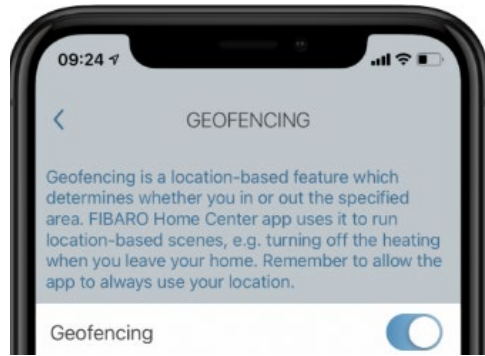 09:24
GEOFENCING
Geofencing is a location-based feature which
determines whether you in or out the specified
area. FIBARO Home Center app uses it to run
location-based scenes, e.g. turning off the heating
when you leave your home. Remember to allow the
app to always use your location.
Geofencing